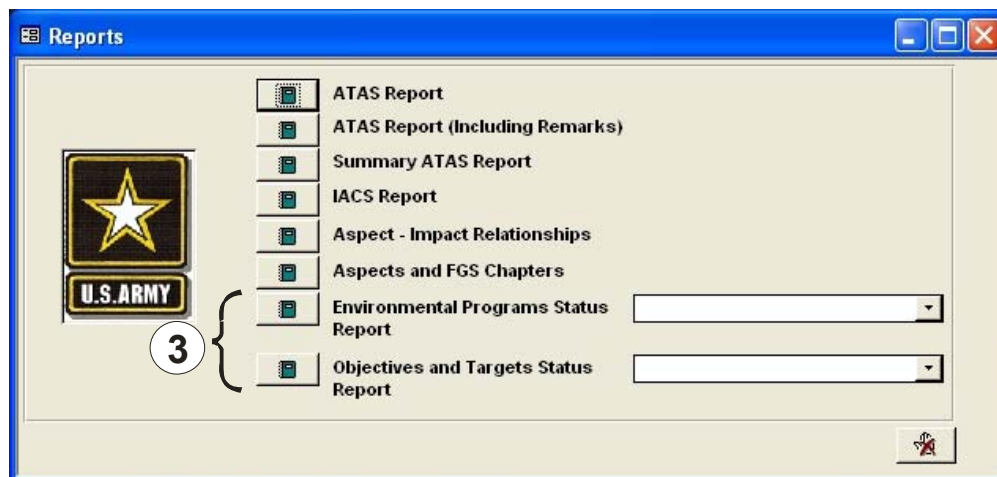 Reports
ATAS Report
ATAS Report (Including Remarks)
Summary ATAS Report
IACS Report
Aspect - Impact Relationships
Aspects and FGS Chapters
U.S.ARMY
3
Environmental Programs Status
Report
Objectives and Targets Status
Report